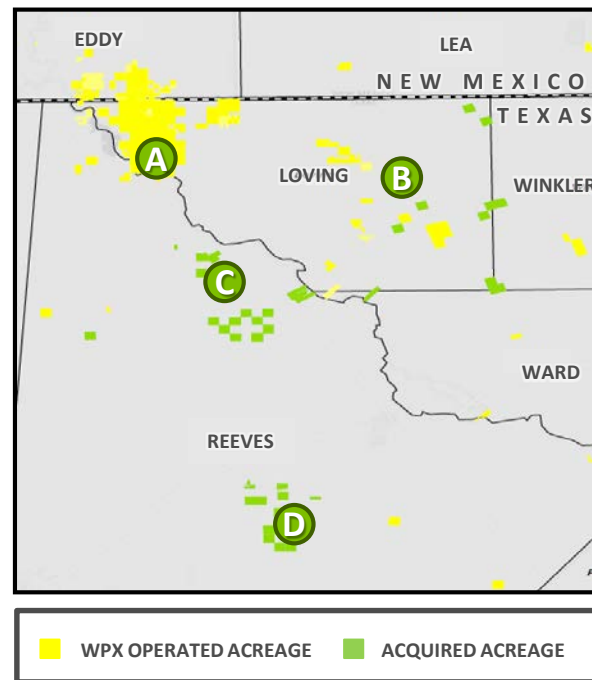 EDDY
LEA
NEW MEXICO
TEXAS
A
LOVING
B
WINKLER
C
WARD
REEVES
D
WPX OPERATED ACREAGE
ACQUIRED ACREAGE